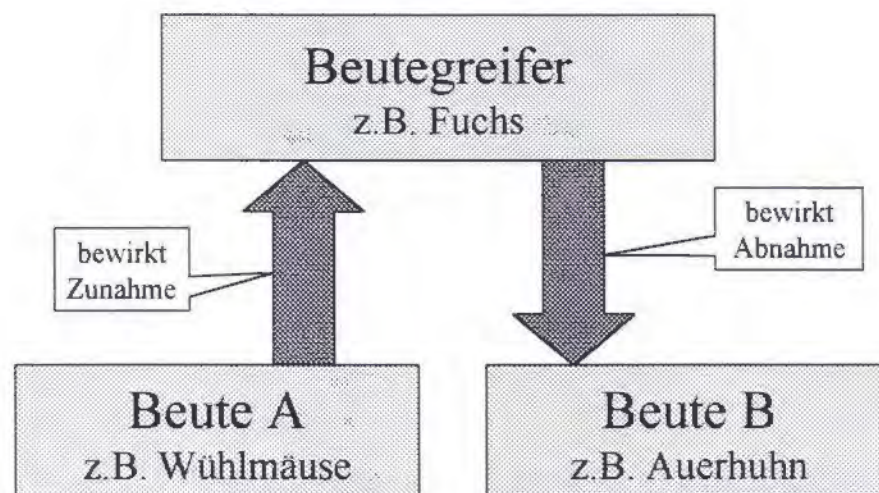 Beutegreifer
z.B. Fuchs
bewirkt
Zunahme
bewirkt
Abnahme
Beute A
z.B. Wühlmäuse
Beute B
z.B. Auerhuhn